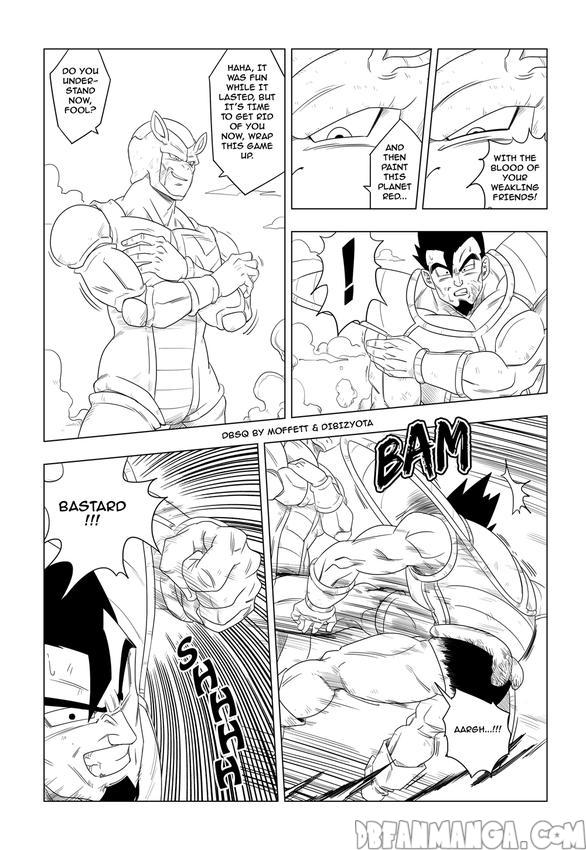 DO YOU
UNDER-
STAND
NOW,
FOOL?
HAHA, IT
WAS FUN
WHILE IT
LASTED, BUT
IT'S TIME
TO GET RID
OF YOU
NOW, WRAP
THIS GAME
UP.
AND
THEN
PAINT
THIS
PLANET
RED...
WITH THE
BLOOD OF
YOUR
WEAKLING
FRIENDS!
!
DBSQ BY MOFFETT & DIBIZYOTA
BASTARD
!!!
SHHHH
BAM
AARGH...!!!
DBFANMANGA.COM